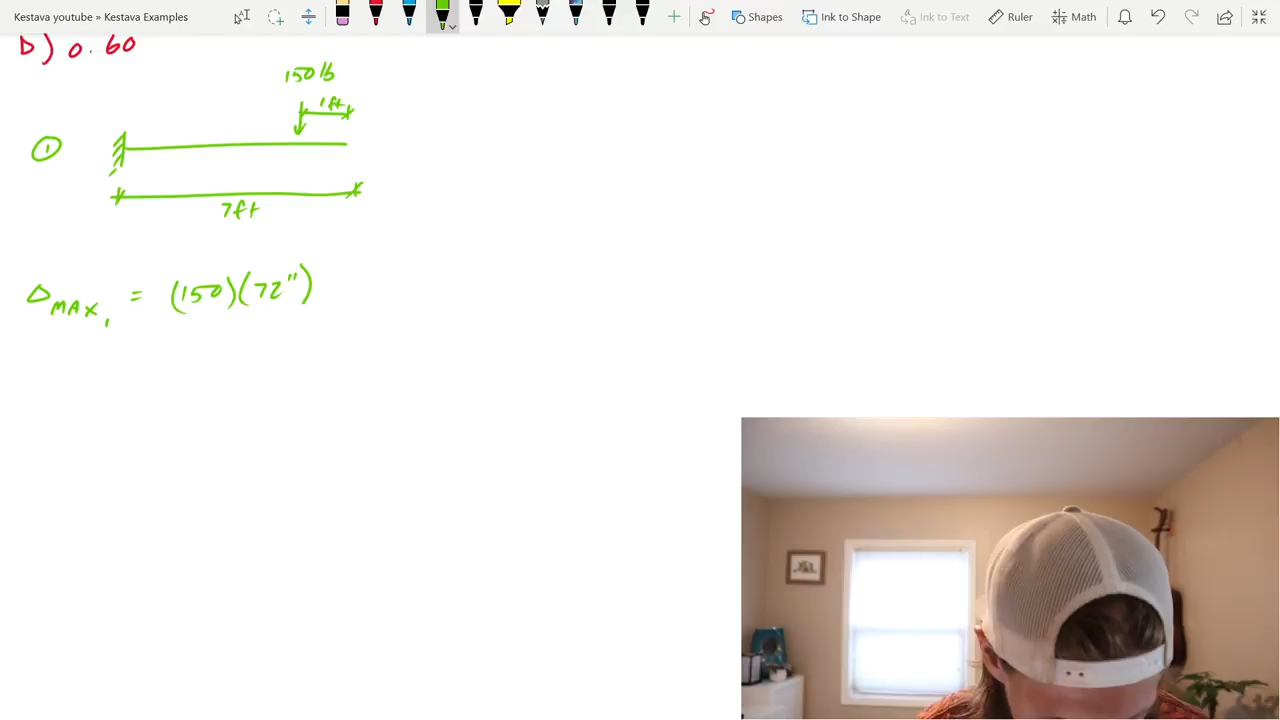 Kestava youtube » Kestava Examples
Shapes
Ink to Shape
Ink to Text
Ruler
Math
D) 0.60
150 lb
1ft
①
7ft
Δ MAX, = (150)(72")